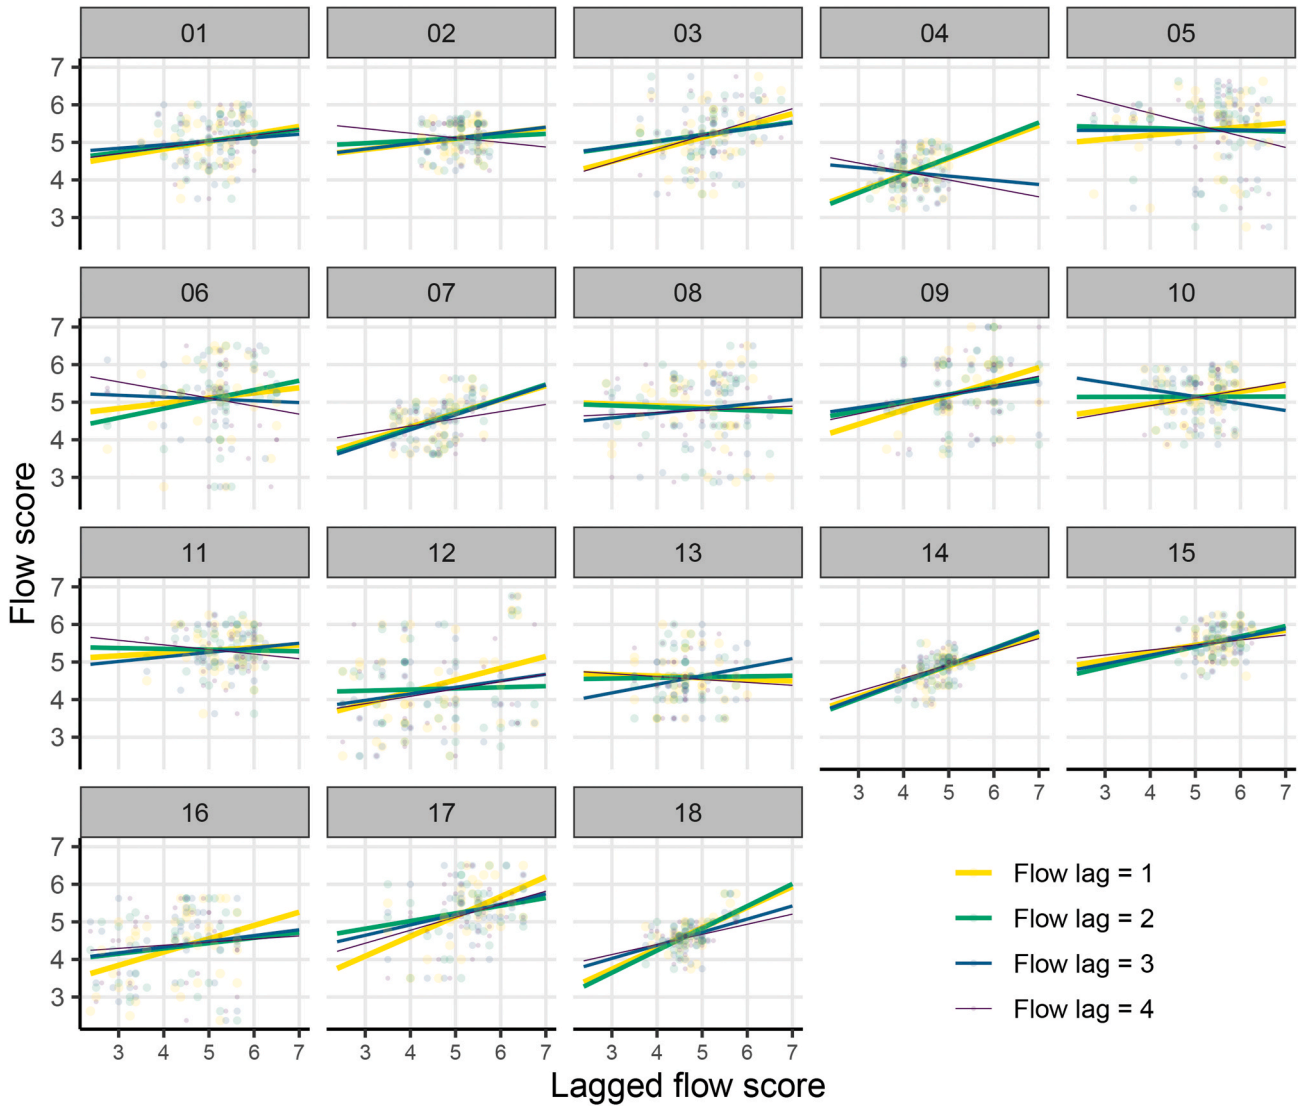 01 02 03 04 05
7
6
5
4
3
06 07 08 09 10
7
6
5
4
3
Flow score
11 12 13 14 15
7
6
5
4
3
3 4 5 6 7 3 4 5 6 7
16 17 18
7
6
5
4
3
Flow lag = 1
Flow lag = 2
Flow lag = 3
Flow lag = 4
3 4 5 6 7 3 4 5 6 7 3 4 5 6 7
Lagged flow score